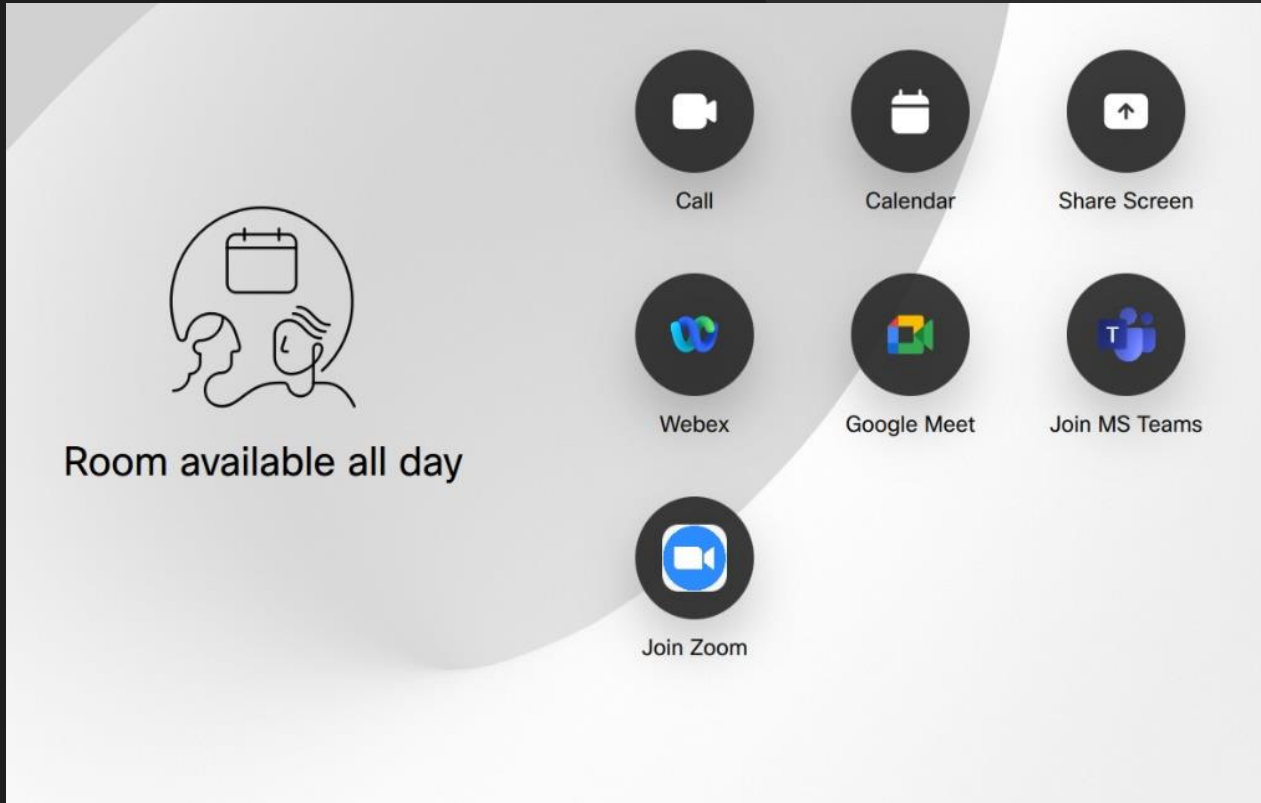 Call
Calendar
Share Screen
Room available all day
Webex
Google Meet
T
Join MS Teams
Join Zoom